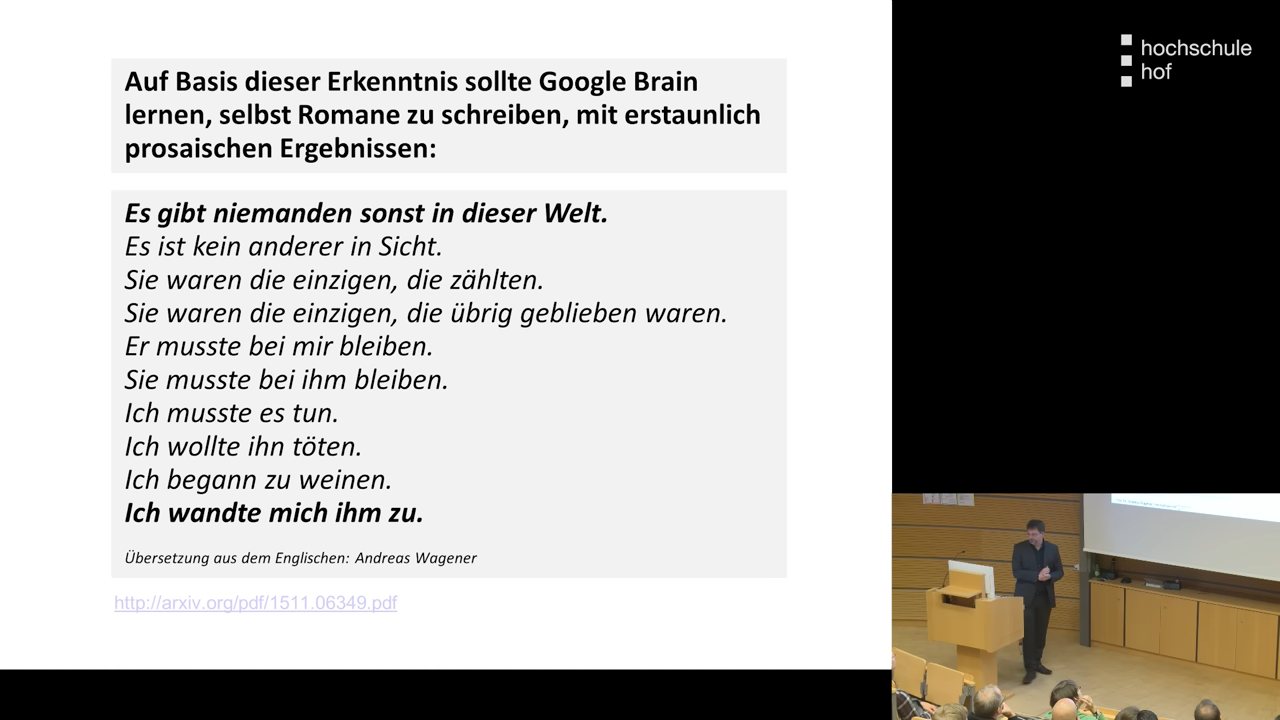 Auf Basis dieser Erkenntnis sollte Google Brain
lernen, selbst Romane zu schreiben, mit erstaunlich
prosaischen Ergebnissen:
Es gibt niemanden sonst in dieser Welt.
Es ist kein anderer in Sicht.
Sie waren die einzigen, die zählten.
Sie waren die einzigen, die übrig geblieben waren.
Er musste bei mir bleiben.
Sie musste bei ihm bleiben.
Ich musste es tun.
Ich wollte ihn töten.
Ich begann zu weinen.
Ich wandte mich ihm zu.
Übersetzung aus dem Englischen: Andreas Wagener
http://arxiv.org/pdf/1511.06349.pdf
hochschule
hof